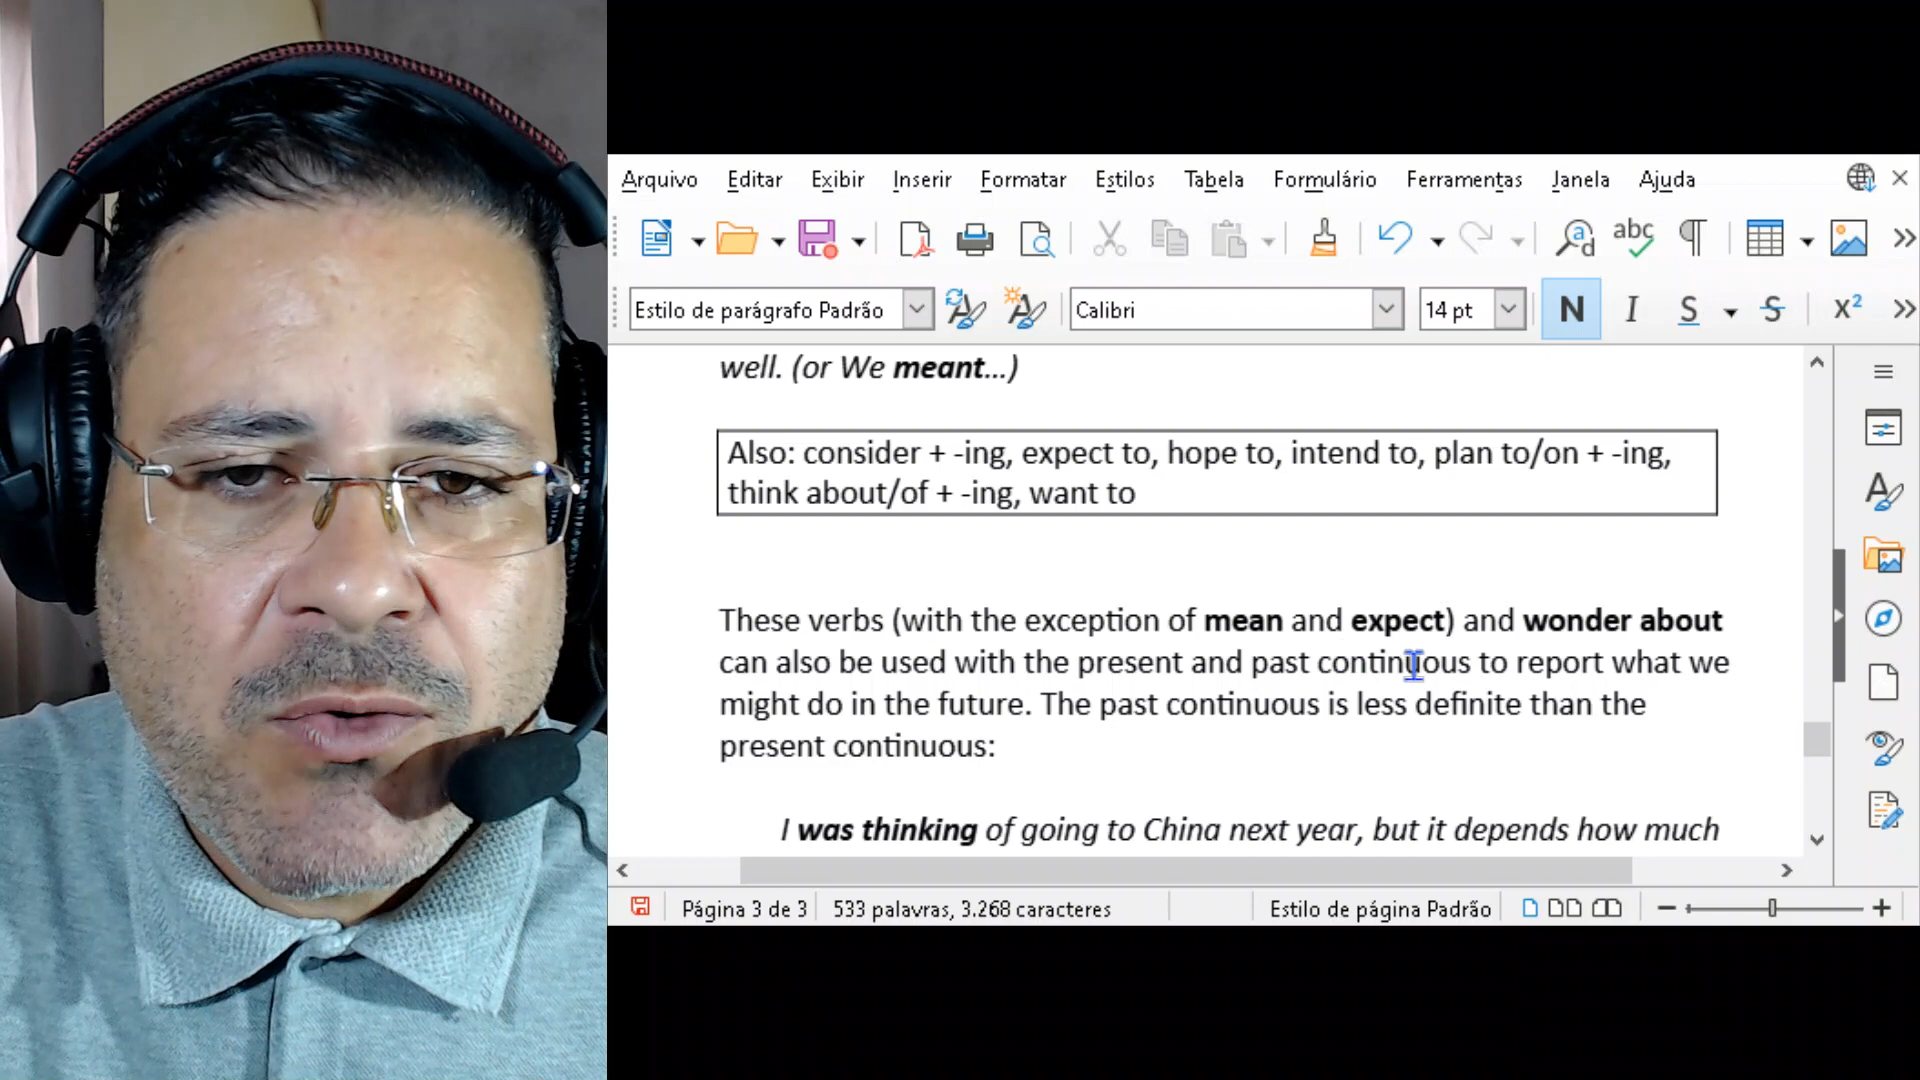 Arquivo Editar Exibir Inserir Formatar Estilos Tabela Formulário Ferramentas Janela Ajuda
abc
Estilo de parágrafo Padrão Calibri 14 pt N I S S X²
well. (or We meant...)
Also: consider + -ing, expect to, hope to, intend to, plan to/on + -ing,
think about/of + -ing, want to
These verbs (with the exception of mean and expect) and wonder about
can also be used with the present and past continuous to report what we
might do in the future. The past continuous is less definite than the
present continuous:
I was thinking of going to China next year, but it depends how much
Página 3 de 3 533 palavras, 3.268 caracteres Estilo de página Padrão